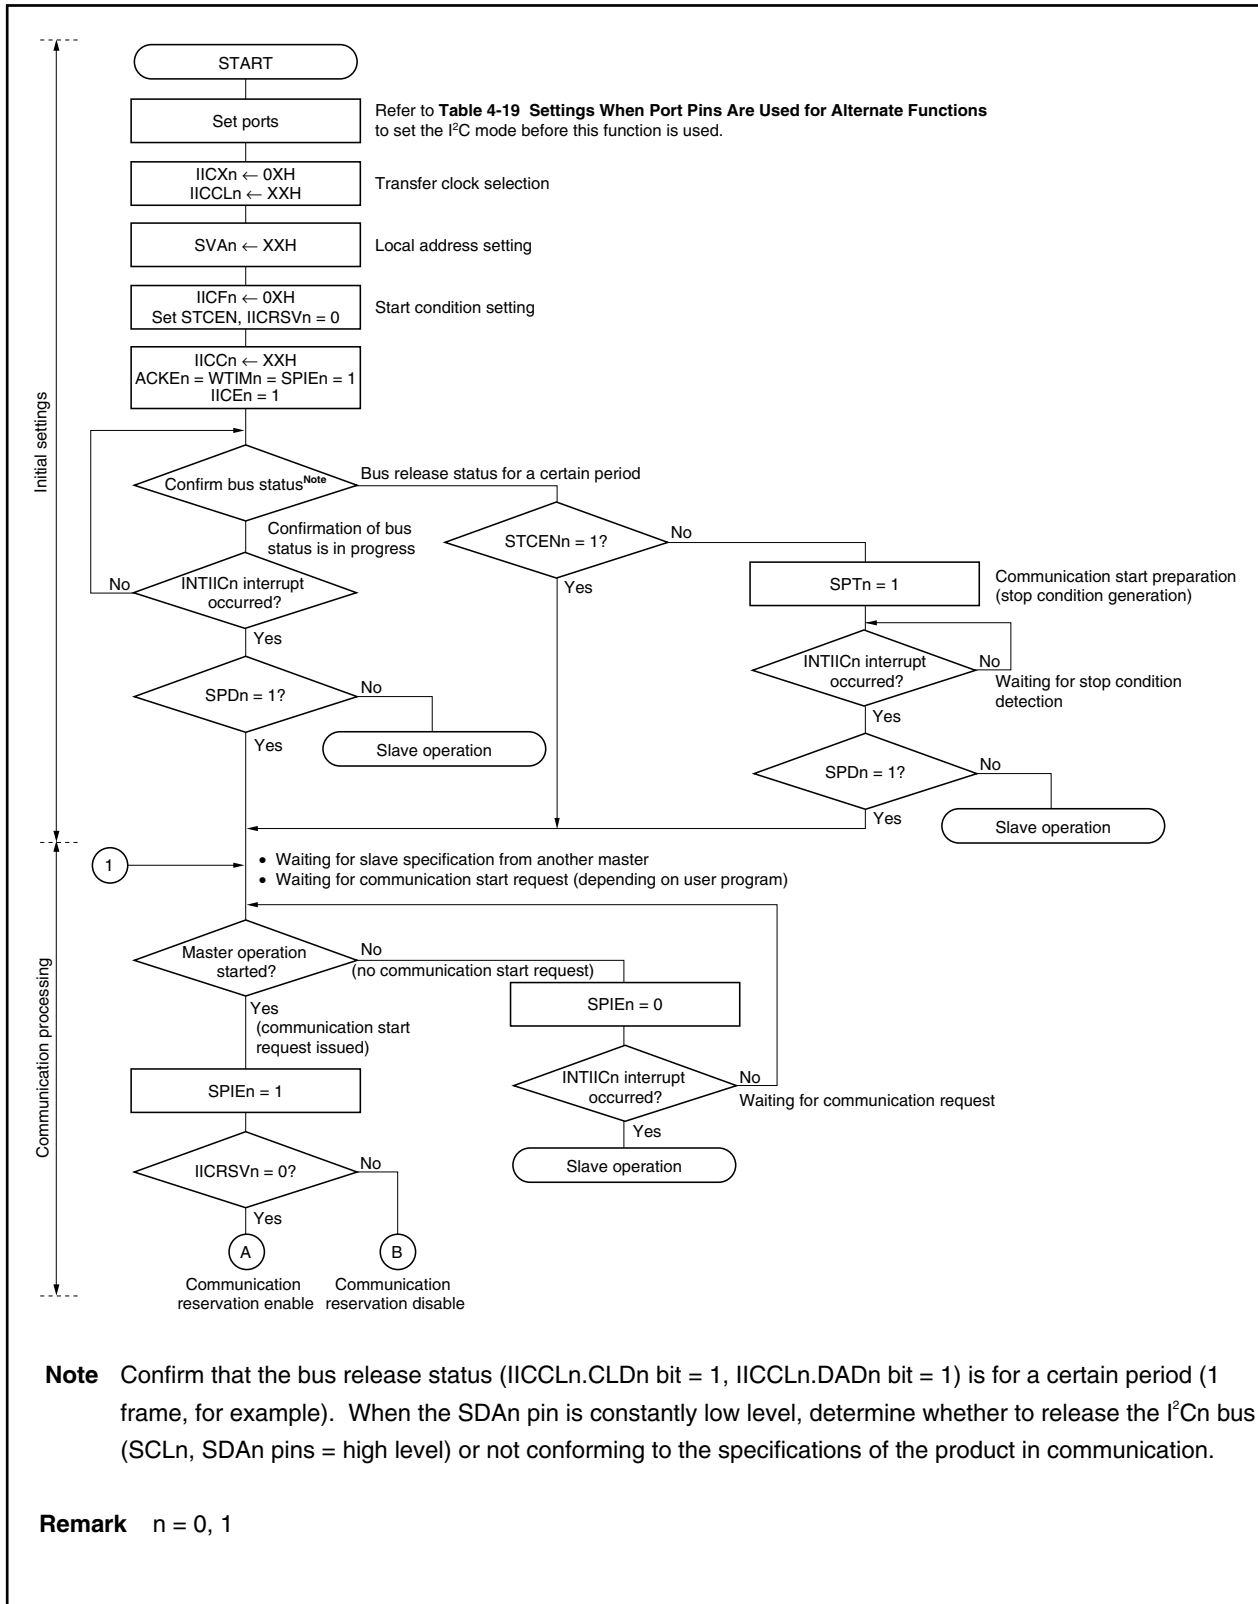 START
Set ports
Refer to Table 4-19 Settings When Port Pins Are Used for Alternate Functions
to set the I²C mode before this function is used.
IICXn ← 0XH
IICCLn ← XXH
Transfer clock selection
SVAn ← XXH
Local address setting
IICFn ← 0XH
Set STCEN, IICRSVn = 0
Start condition setting
IICCn ← XXH
ACKEn = WTIMn = SPIEn = 1
IICEn = 1
Initial settings
Confirm bus status^Note
Bus release status for a certain period
Confirmation of bus
status is in progress
STCENn = 1?
No
Yes
No
INTIICn interrupt
occurred?
Yes
SPTn = 1
Communication start preparation
(stop condition generation)
INTIICn interrupt
occurred?
No
Waiting for stop condition
detection
Yes
SPDn = 1?
No
Yes
Slave operation
SPDn = 1?
No
Yes
Slave operation
1
• Waiting for slave specification from another master
• Waiting for communication start request (depending on user program)
Communication processing
Master operation
started?
No
(no communication start request)
Yes
(communication start
request issued)
SPIEn = 0
INTIICn interrupt
occurred?
No
Waiting for communication request
Yes
Slave operation
SPIEn = 1
IICRSVn = 0?
No
Yes
A
B
Communication
reservation enable
Communication
reservation disable
Note Confirm that the bus release status (IICCLn.CLDn bit = 1, IICCLn.DADn bit = 1) is for a certain period (1
frame, for example). When the SDAn pin is constantly low level, determine whether to release the I²Cn bus
(SCLn, SDAn pins = high level) or not conforming to the specifications of the product in communication.
Remark n = 0, 1